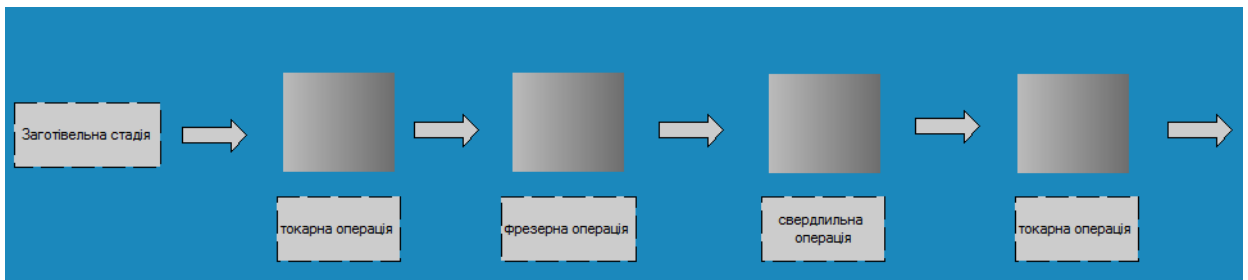 Заготівельна стадія
токарна операція
фрезерна операція
свердлильна
операція
токарна операція